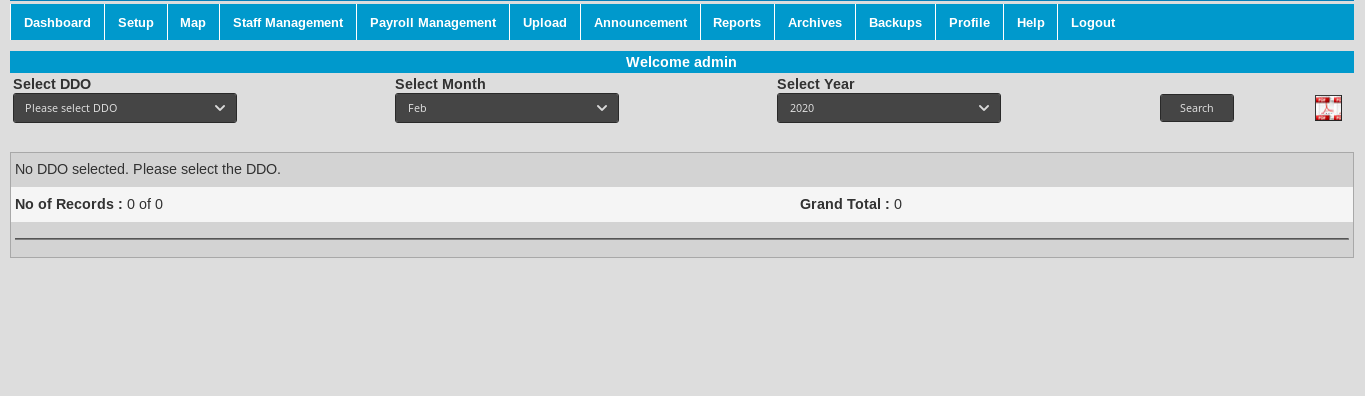 Dashboard Setup Map Staff Management Payroll Management Upload Announcement Reports Archives Backups Profile Help Logout
Welcome admin
Select DDO Select Month Select Year
Please select DDO Feb 2020 Search
No DDO selected. Please select the DDO.
No of Records : 0 of 0 Grand Total : 0